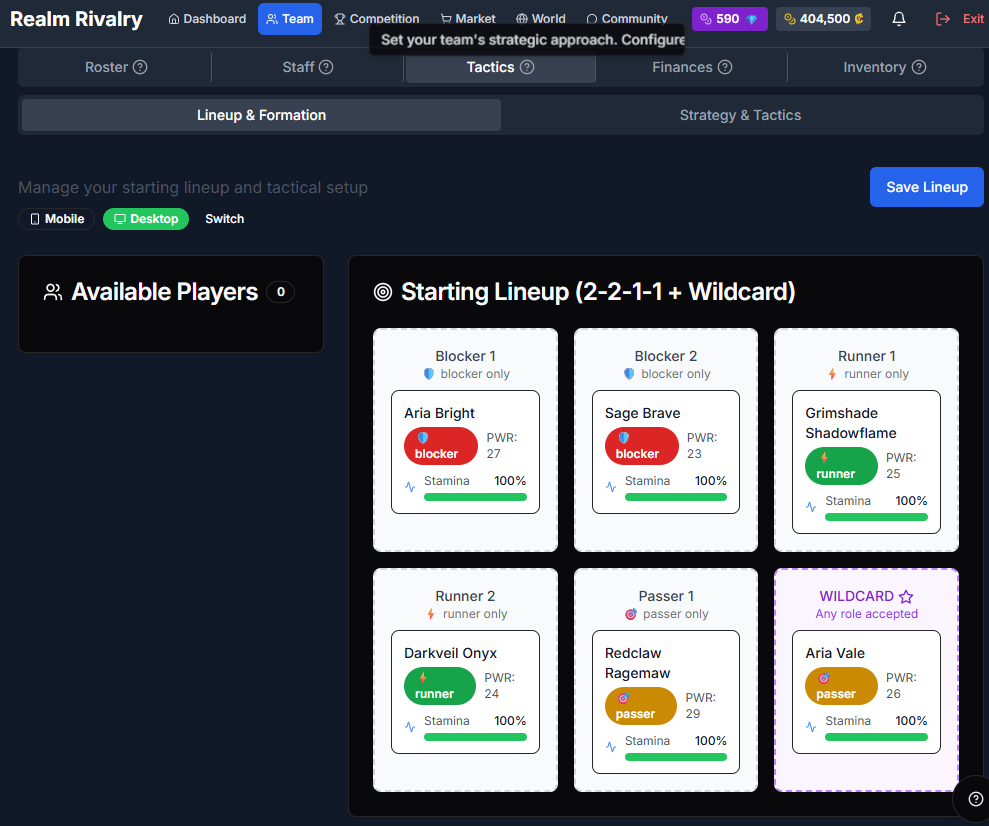 Realm Rivalry Dashboard Team Competition Market World Community 590 404,500 Exit
Set your team's strategic approach. Configure
Roster Staff Tactics Finances Inventory
Lineup & Formation Strategy & Tactics
Manage your starting lineup and tactical setup
Save Lineup
Mobile Desktop Switch
Available Players 0
Starting Lineup (2-2-1-1 + Wildcard)
Blocker 1
blocker only
Aria Bright
blocker
PWR:
27
Stamina 100%
Blocker 2
blocker only
Sage Brave
blocker
PWR:
23
Stamina 100%
Runner 1
runner only
Grimshade
Shadowflame
runner
PWR:
25
Stamina 100%
Runner 2
runner only
Darkveil Onyx
runner
PWR:
24
Stamina 100%
Passer 1
passer only
Redclaw
Ragemaw
passer
PWR:
29
Stamina 100%
WILDCARD
Any role accepted
Aria Vale
passer
PWR:
26
Stamina 100%